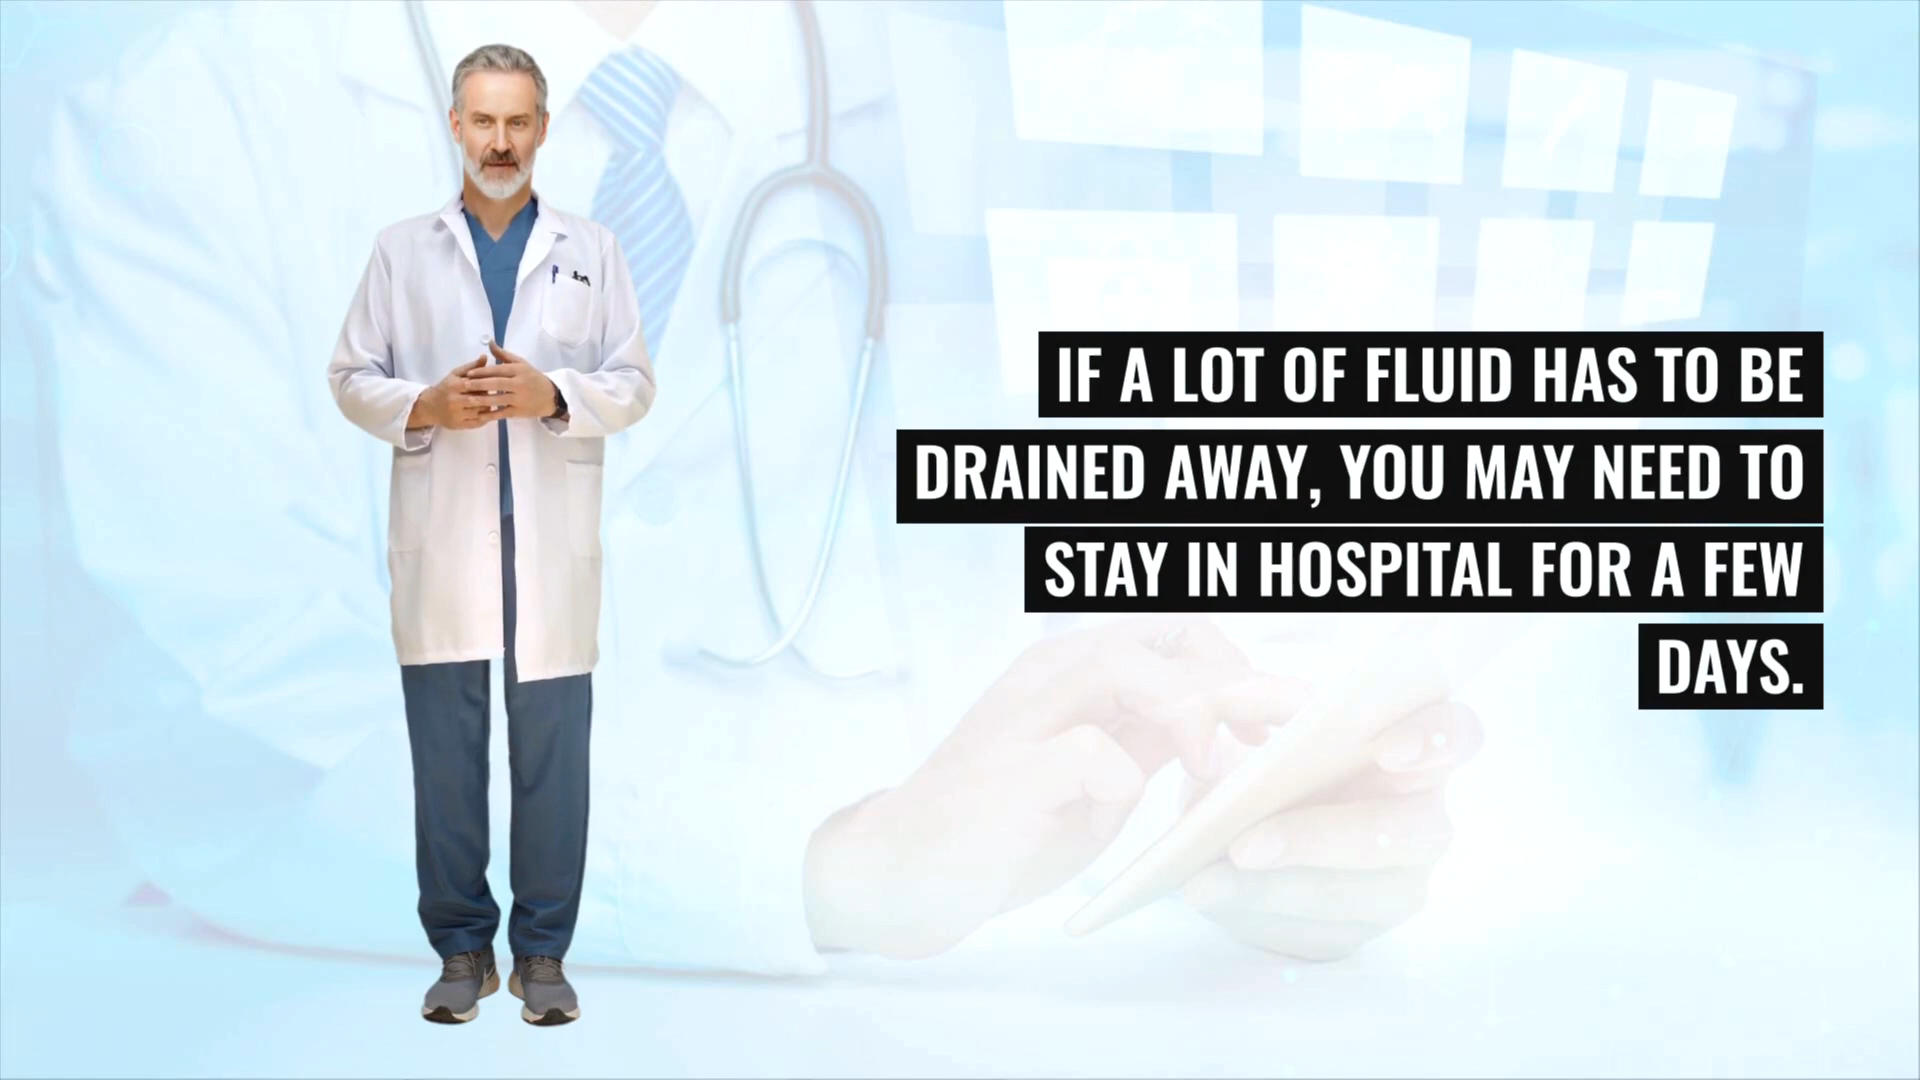 IF A LOT OF FLUID HAS TO BE
DRAINED AWAY, YOU MAY NEED TO
STAY IN HOSPITAL FOR A FEW
DAYS.